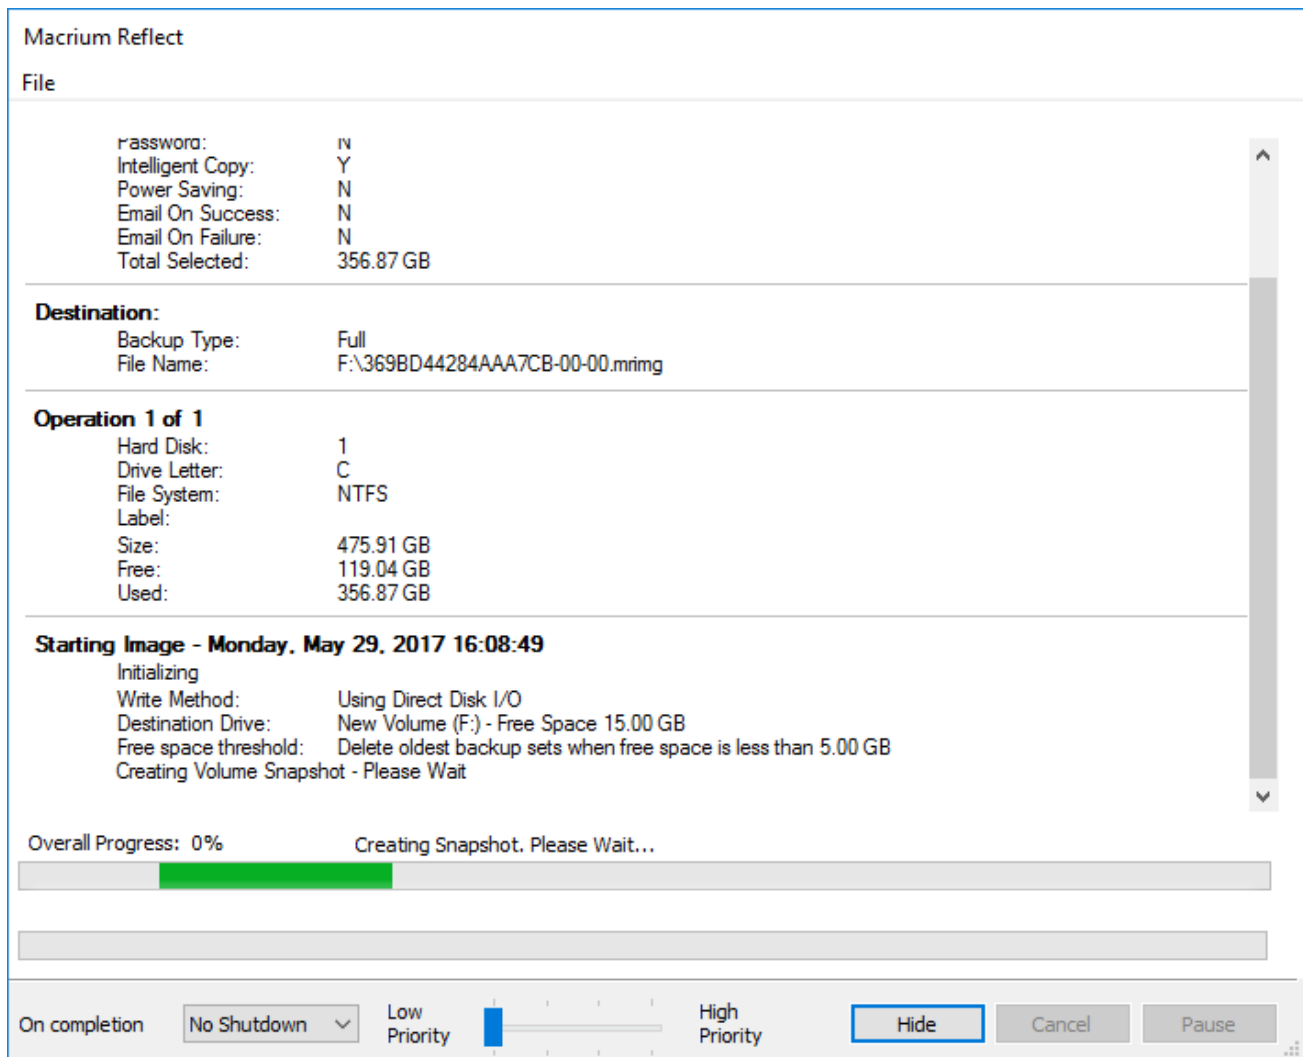 Macrium Reflect
File
Password: N
Intelligent Copy: Y
Power Saving: N
Email On Success: N
Email On Failure: N
Total Selected: 356.87 GB
Destination:
Backup Type: Full
File Name: F:\369BD44284AAA7CB-00-00.mrimg
Operation 1 of 1
Hard Disk: 1
Drive Letter: C
File System: NTFS
Label:
Size: 475.91 GB
Free: 119.04 GB
Used: 356.87 GB
Starting Image - Monday, May 29, 2017 16:08:49
Initializing
Write Method: Using Direct Disk I/O
Destination Drive: New Volume (F:) - Free Space 15.00 GB
Free space threshold: Delete oldest backup sets when free space is less than 5.00 GB
Creating Volume Snapshot - Please Wait
Overall Progress: 0% Creating Snapshot. Please Wait...
On completion No Shutdown Low Priority High Priority Hide Cancel Pause